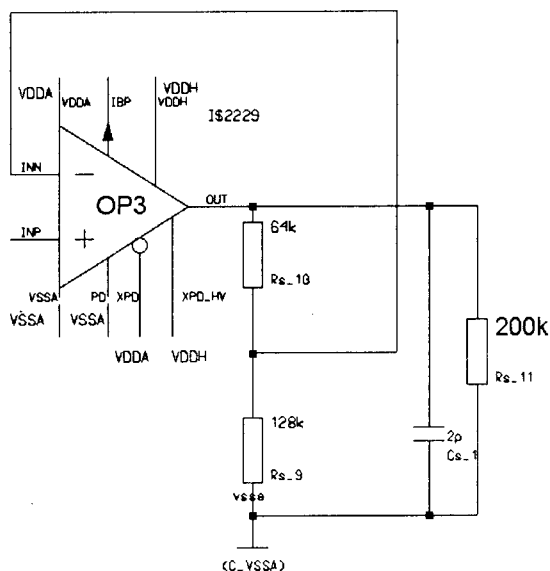 VDDA
VDDA
IBP
VDDH
VDDH
I$2229
INN
OP3
OUT
INP
64k
Rs_10
VSSA
PD
XPD
XPD_HV
VSSA
VSSA
VDDA
VDDH
200k
Rs_11
128k
Rs_9
vssa
2p
Cs_1
(C_VSSA)